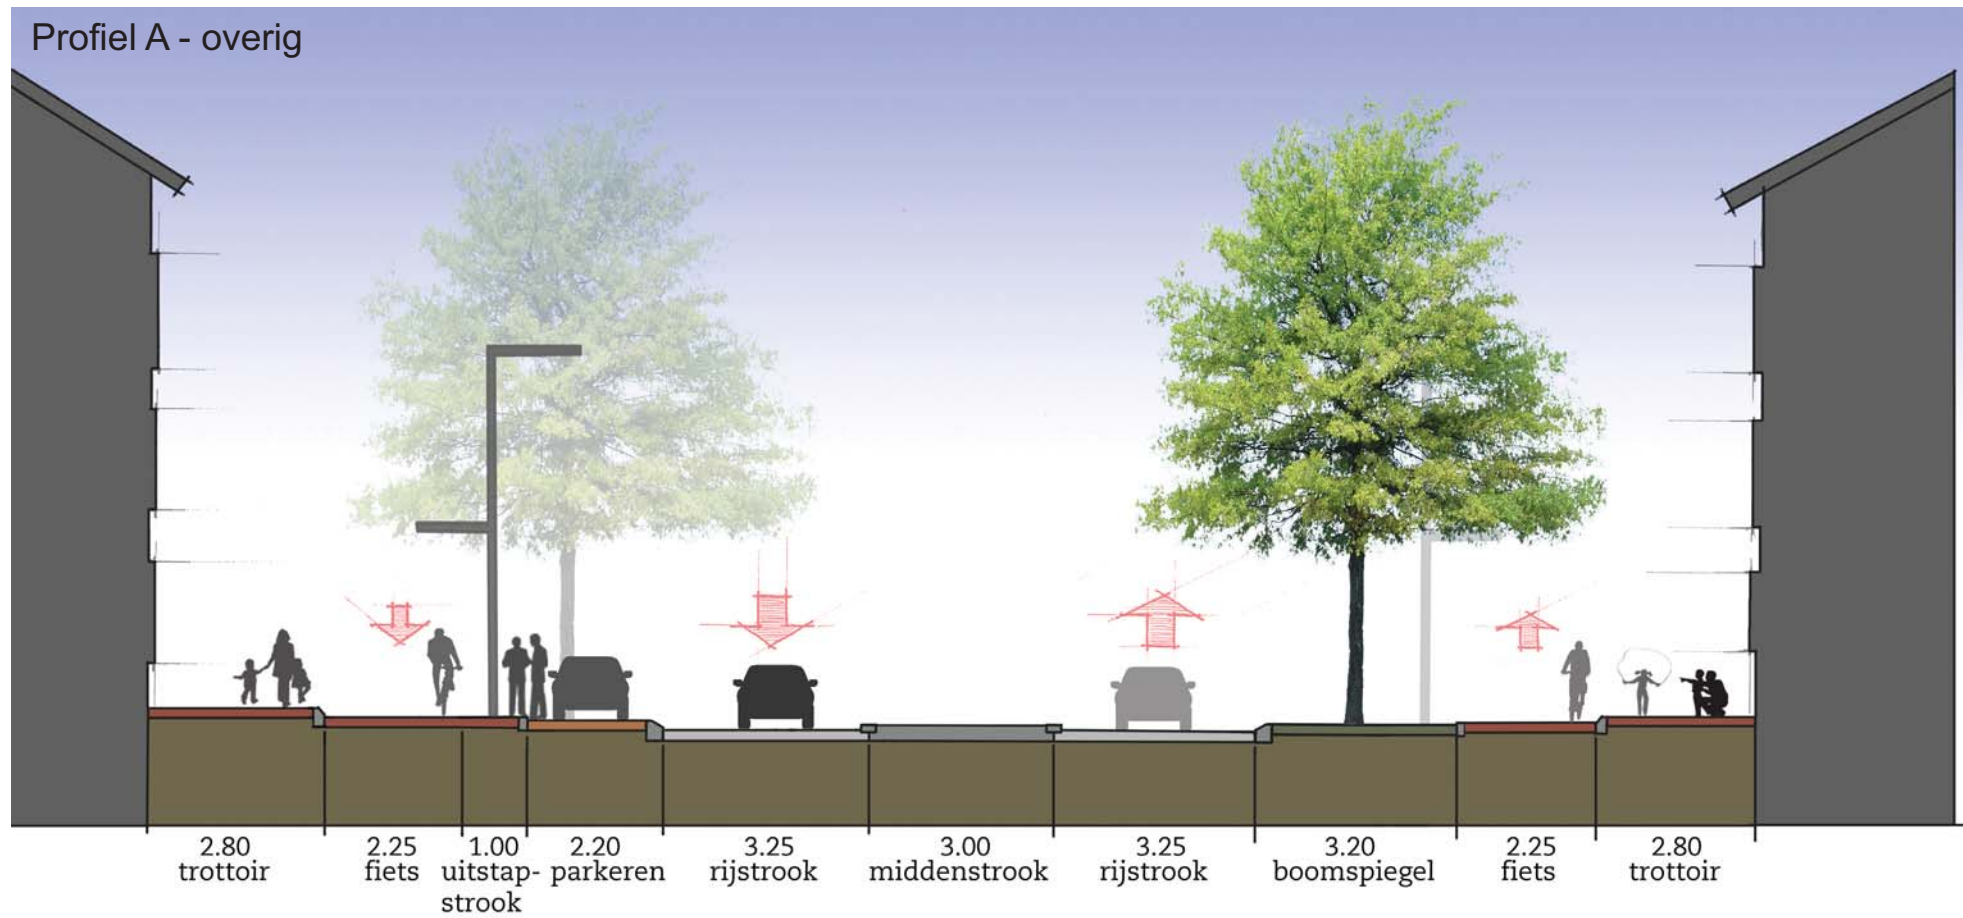 Profiel A - overig
2.80
trottoir
2.25
fiets
1.00
uitstap-
strook
2.20
parkeren
3.25
rijstrook
3.00
middenstrook
3.25
rijstrook
3.20
boomspiegel
2.25
fiets
2.80
trottoir